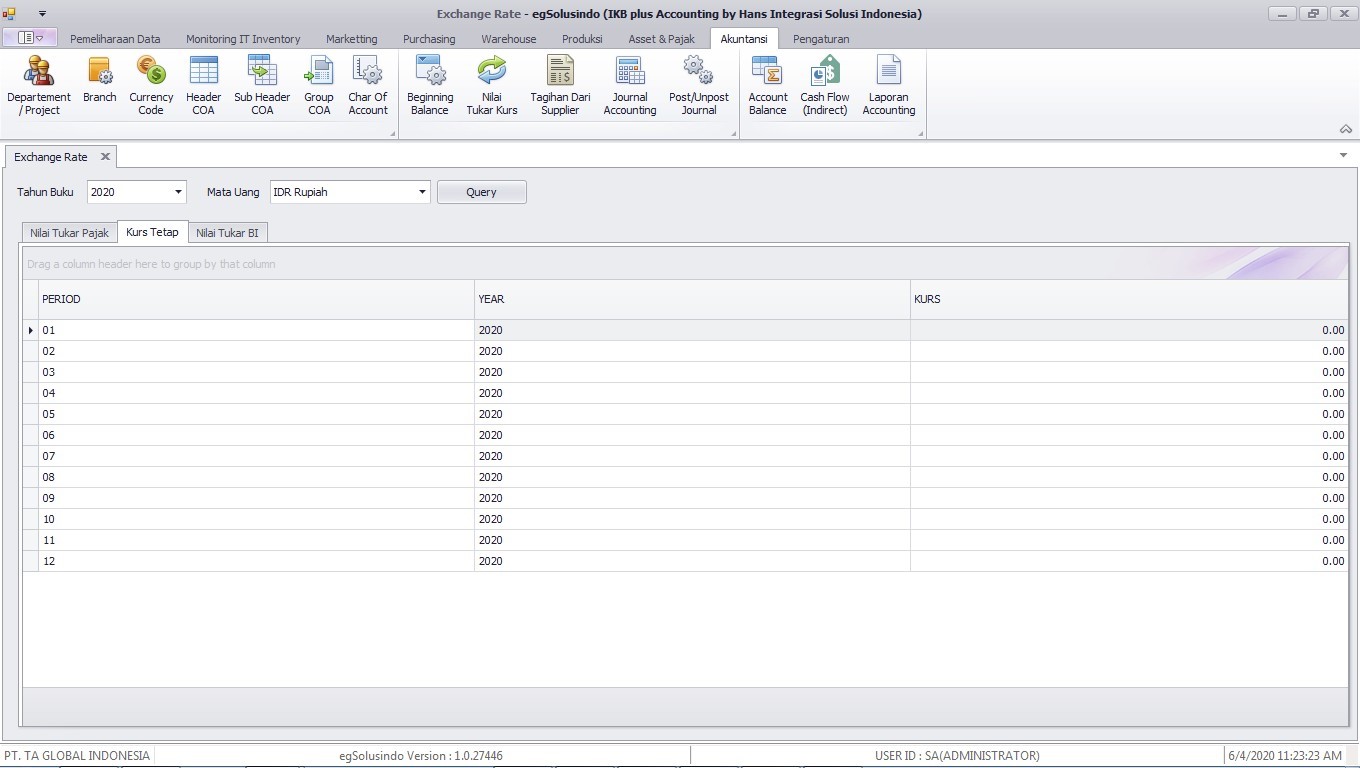 Exchange Rate - egSolusindo (IKB plus Accounting by Hans Integrasi Solusi Indonesia)
Pemeliharaan Data Monitoring IT Inventory Marketting Purchasing Warehouse Produksi Asset & Pajak Akuntansi Pengaturan
Departement / Project
Branch
Currency Code
Header COA
Sub Header COA
Group COA
Char Of Account
Beginning Balance
Nilai Tukar Kurs
Tagihan Dari Supplier
Journal Accounting
Post/Unpost Journal
Account Balance
Cash Flow (Indirect)
Laporan Accounting
Exchange Rate
Tahun Buku 2020 Mata Uang IDR Rupiah Query
Nilai Tukar Pajak Kurs Tetap Nilai Tukar BI
Drag a column header here to group by that column
PERIOD YEAR KURS
01 2020 0.00
02 2020 0.00
03 2020 0.00
04 2020 0.00
05 2020 0.00
06 2020 0.00
07 2020 0.00
08 2020 0.00
09 2020 0.00
10 2020 0.00
11 2020 0.00
12 2020 0.00
PT. TA GLOBAL INDONESIA egSolusindo Version : 1.0.27446 USER ID : SA(ADMINISTRATOR) 6/4/2020 11:23:23 AM